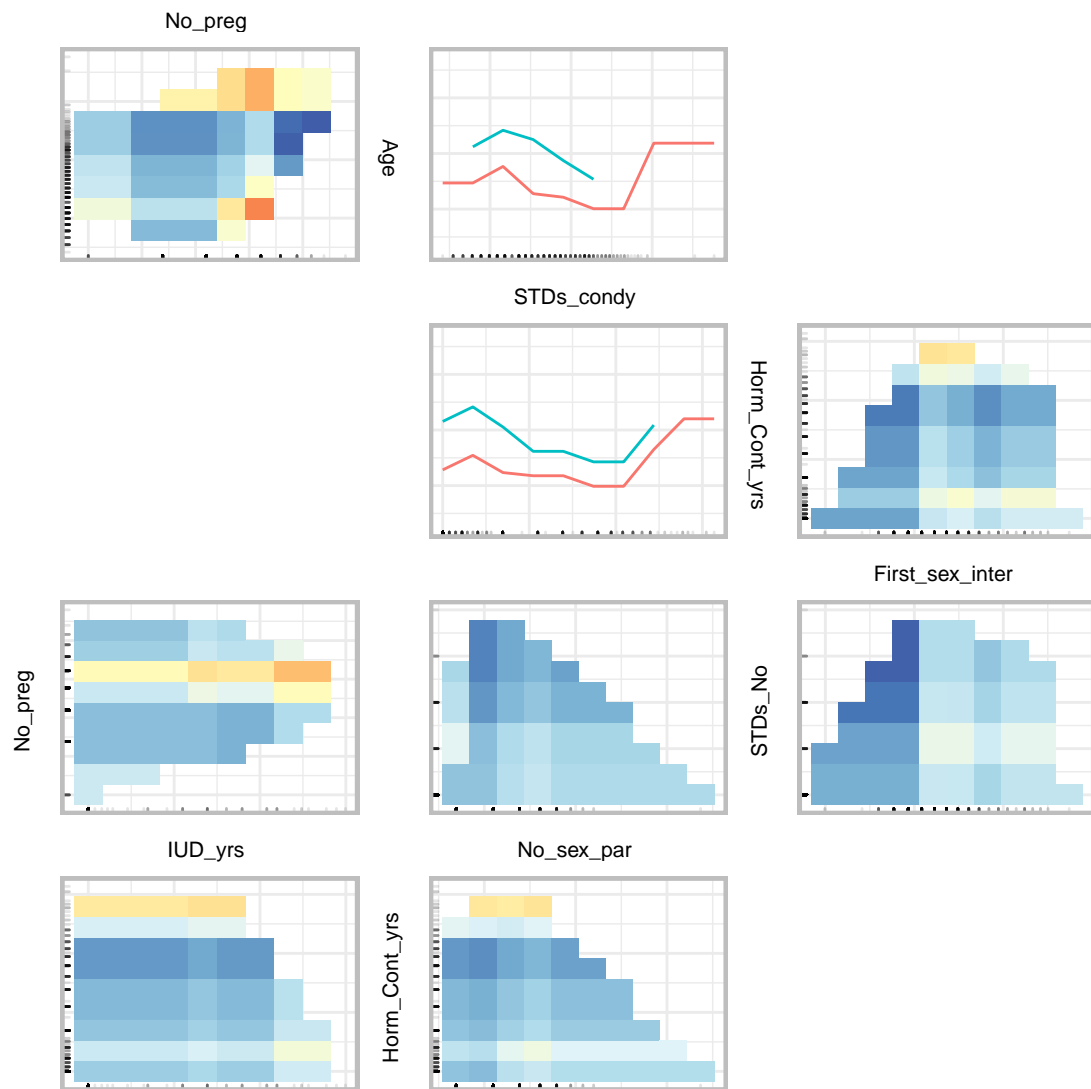 No_preg
Age
STDs_condy
Horm_Cont_yrs
First_sex_inter
No_preg
STDs_No
IUD_yrs
No_sex_par
Horm_Cont_yrs